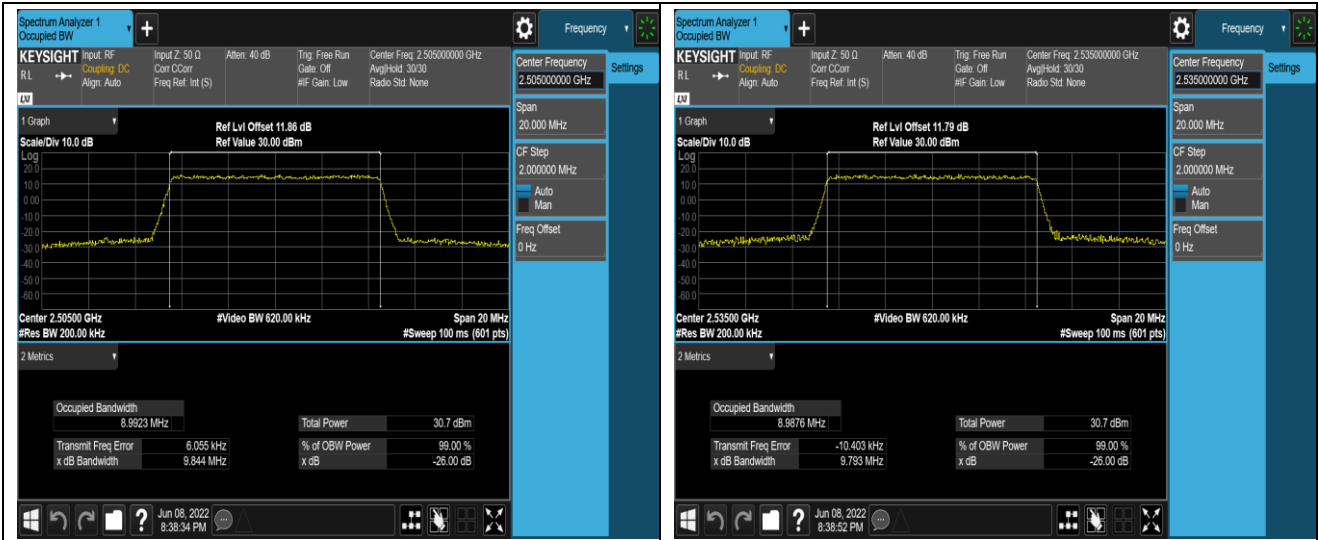 Spectrum Analyzer 1
Occupied BW
Frequency
KEYSIGHT Input: RF Input Z: 50 Ω Atten: 40 dB Trig: Free Run Center Freq: 2.505000000 GHz
RL Coupling: DC Corr CCorr Gate: Off Avg|Hold: 30/30
Align: Auto Freq Ref: Int (S) #IF Gain: Low Radio Std: None
LXI
Center Frequency
2.505000000 GHz
Settings
Span
20.000 MHz
CF Step
2.000000 MHz
Auto
Man
Freq Offset
0 Hz
1 Graph
Ref Lvl Offset 11.86 dB
Scale/Div 10.0 dB Ref Value 30.00 dBm
Log
20.0
10.0
0.00
-10.0
-20.0
-30.0
-40.0
-50.0
-60.0
Center 2.50500 GHz #Video BW 620.00 kHz Span 20 MHz
#Res BW 200.00 kHz #Sweep 100 ms (601 pts)
2 Metrics
Occupied Bandwidth
8.9923 MHz Total Power 30.7 dBm
Transmit Freq Error 6.055 kHz % of OBW Power 99.00 %
x dB Bandwidth 9.844 MHz x dB -26.00 dB
Jun 08, 2022
8:38:34 PM
Spectrum Analyzer 1
Occupied BW
Frequency
KEYSIGHT Input: RF Input Z: 50 Ω Atten: 40 dB Trig: Free Run Center Freq: 2.535000000 GHz
RL Coupling: DC Corr CCorr Gate: Off Avg|Hold: 30/30
Align: Auto Freq Ref: Int (S) #IF Gain: Low Radio Std: None
LXI
Center Frequency
2.535000000 GHz
Settings
Span
20.000 MHz
CF Step
2.000000 MHz
Auto
Man
Freq Offset
0 Hz
1 Graph
Ref Lvl Offset 11.79 dB
Scale/Div 10.0 dB Ref Value 30.00 dBm
Log
20.0
10.0
0.00
-10.0
-20.0
-30.0
-40.0
-50.0
-60.0
Center 2.53500 GHz #Video BW 620.00 kHz Span 20 MHz
#Res BW 200.00 kHz #Sweep 100 ms (601 pts)
2 Metrics
Occupied Bandwidth
8.9876 MHz Total Power 30.7 dBm
Transmit Freq Error -10.403 kHz % of OBW Power 99.00 %
x dB Bandwidth 9.793 MHz x dB -26.00 dB
Jun 08, 2022
8:38:52 PM